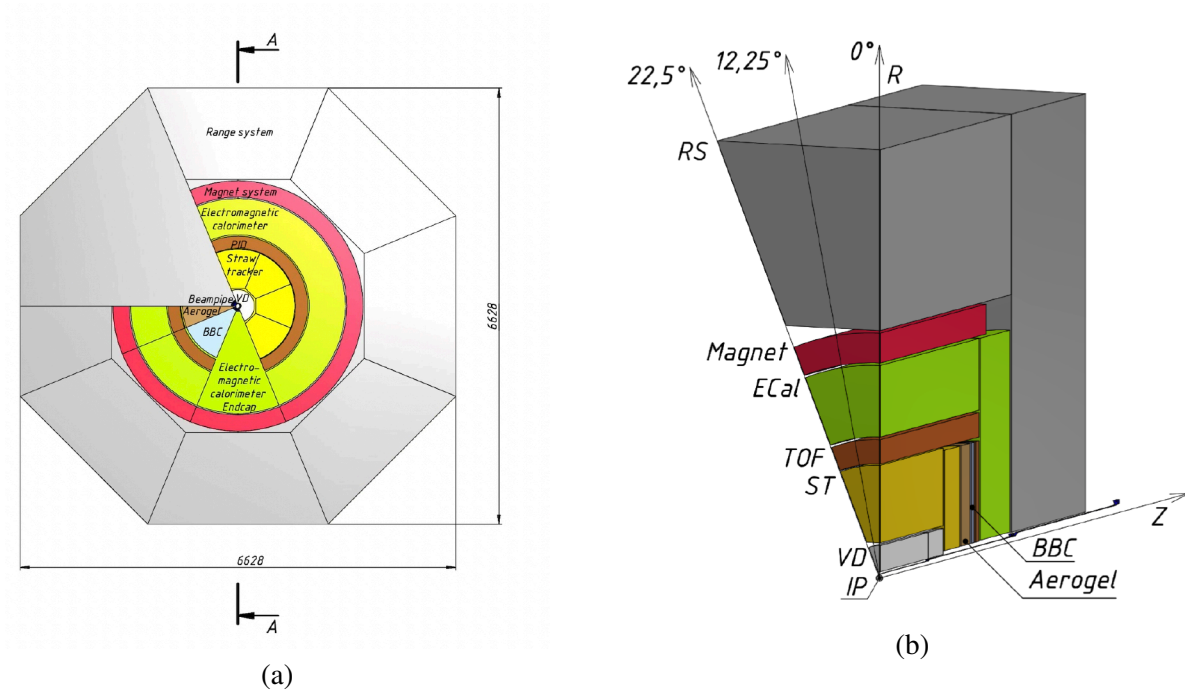 A
Range system
Magnet system
Electromagnetic
calorimeter
PID
Straw
tracker
Beampipe VD
Aerogel
BBC
Electro-
magnetic
calorimeter
Endcap
6628
6628
A
(a)
22,5°
12,25°
0°
R
RS
Magnet
ECal
TOF
ST
VD
IP
Z
BBC
Aerogel
(b)